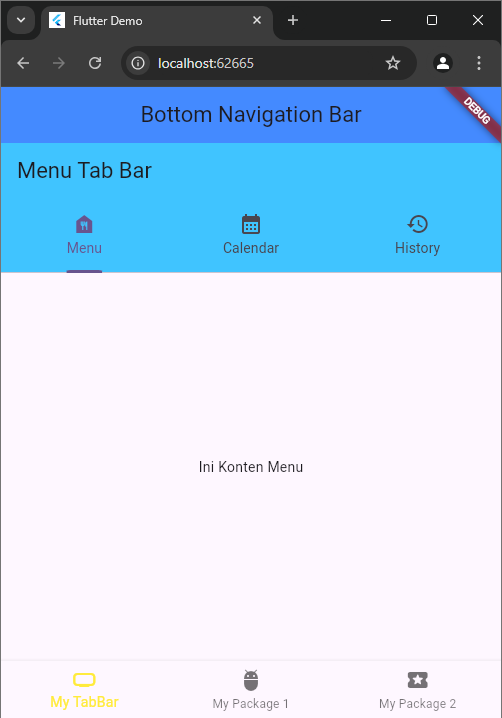 Flutter Demo
localhost:62665
Bottom Navigation Bar
DEBUG
Menu Tab Bar
Menu Calendar History
Ini Konten Menu
My TabBar My Package 1 My Package 2